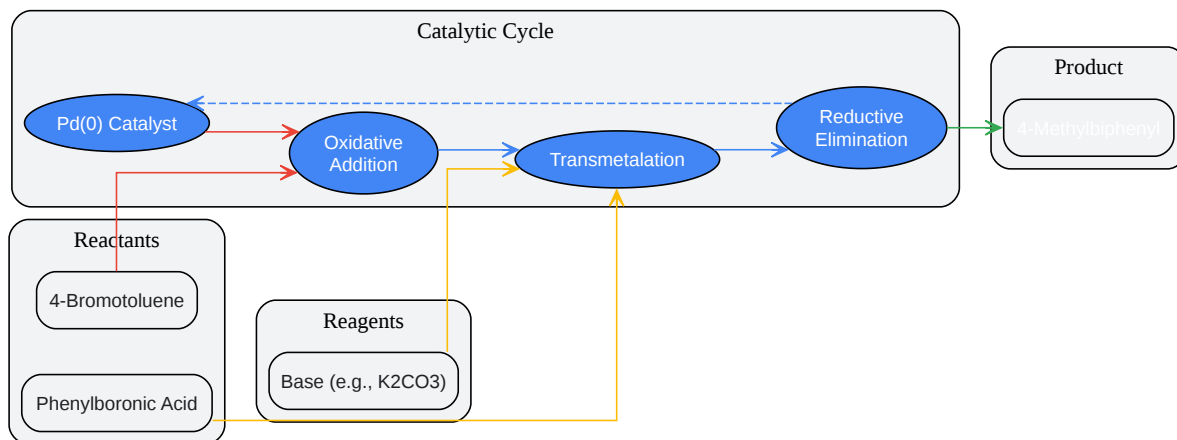 Catalytic Cycle
Pd(0) Catalyst
Oxidative
Addition
Transmetalation
Reductive
Elimination
Product
4-Methylbiphenyl
Reactants
4-Bromotoluene
Phenylboronic Acid
Reagents
Base (e.g., K2CO3)